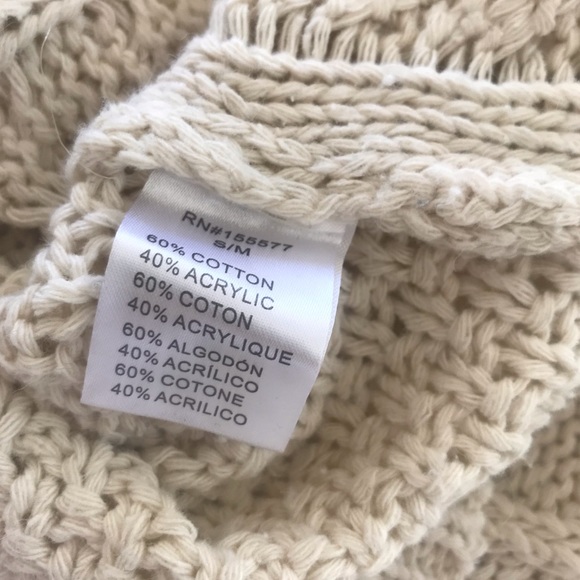 RN#155577
S/M
60% COTTON
40% ACRYLIC
60% COTON
40% ACRYLIQUE
60% ALGODÓN
40% ACRÍLICO
60% COTONE
40% ACRILICO